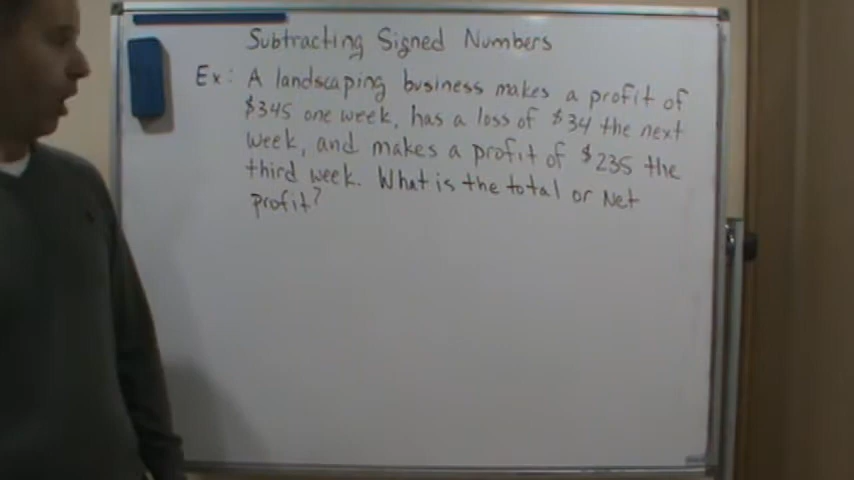 Subtracting Signed Numbers
Ex: A landscaping business makes a profit of
$345 one week, has a loss of $34 the next
week, and makes a profit of $235 the
third week. What is the total or Net
profit?